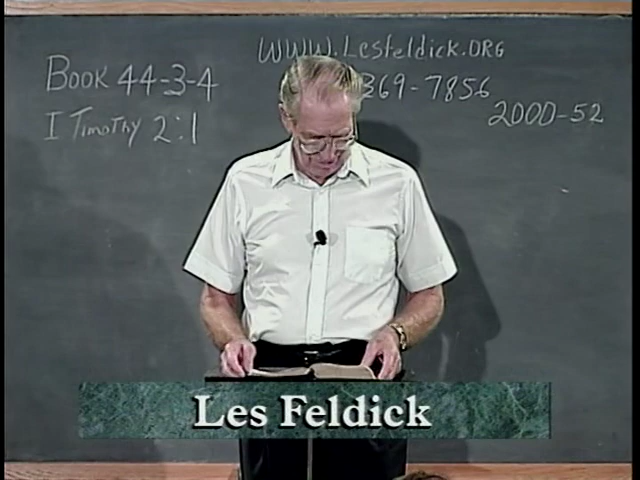 WWW.LesFeldick.ORG
Book 44-3-4
369-7856
2000-52
I Timothy 2:1
Les Feldick